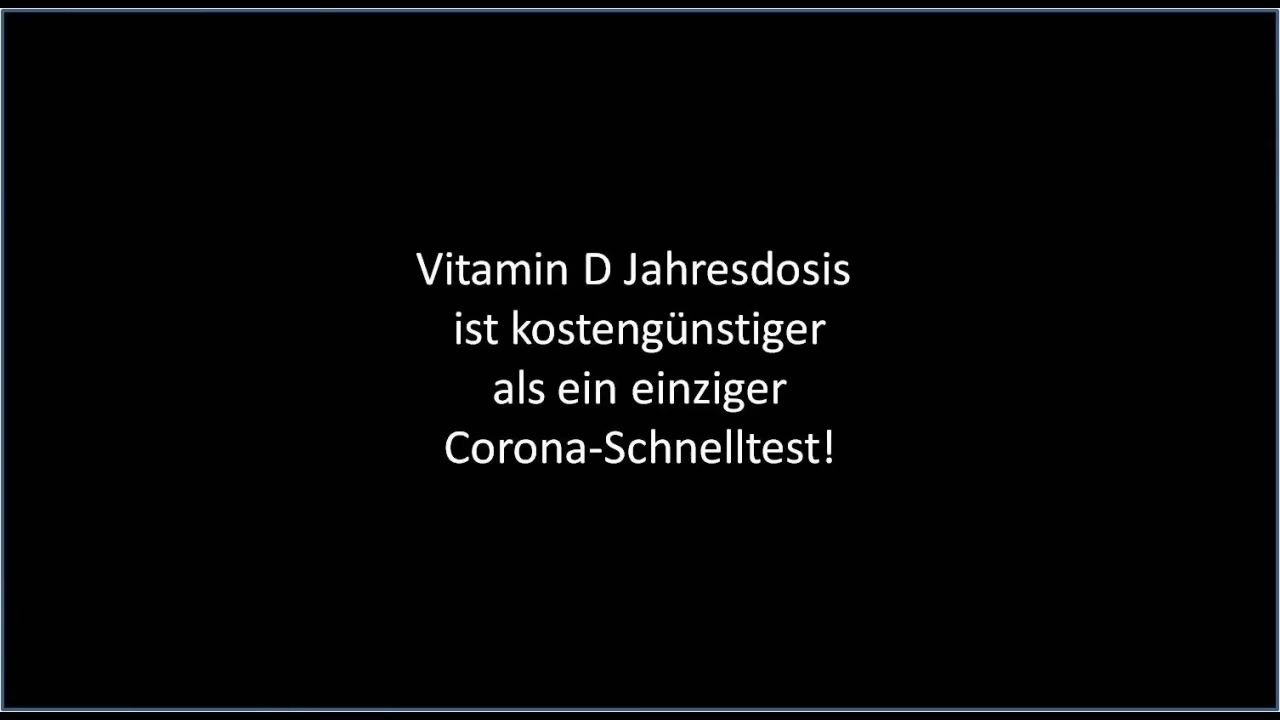 Vitamin D Jahresdosis
ist kostengünstiger
als ein einziger
Corona-Schnelltest!